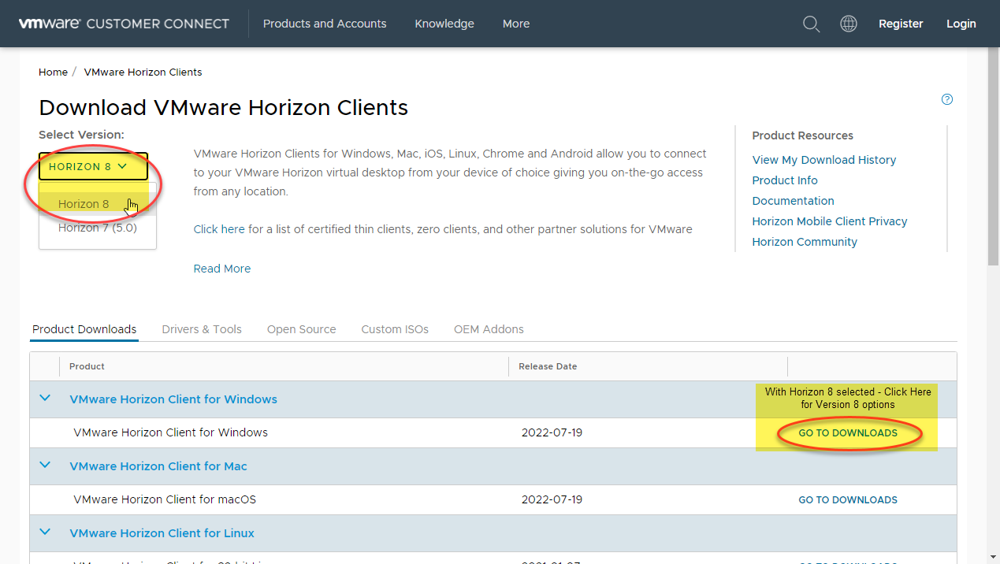 vmware® CUSTOMER CONNECT Products and Accounts Knowledge More Register Login
Home / VMware Horizon Clients
Download VMware Horizon Clients
Select Version:
HORIZON 8
Horizon 8
Horizon 7 (5.0)
VMware Horizon Clients for Windows, Mac, iOS, Linux, Chrome and Android allow you to connect
to your VMware Horizon virtual desktop from your device of choice giving you on-the-go access
from any location.
Click here for a list of certified thin clients, zero clients, and other partner solutions for VMware
Read More
Product Resources
View My Download History
Product Info
Documentation
Horizon Mobile Client Privacy
Horizon Community
Product Downloads Drivers & Tools Open Source Custom ISOs OEM Addons
Product Release Date
VMware Horizon Client for Windows
With Horizon 8 selected - Click Here
for Version 8 options
VMware Horizon Client for Windows 2022-07-19 GO TO DOWNLOADS
VMware Horizon Client for Mac
VMware Horizon Client for macOS 2022-07-19 GO TO DOWNLOADS
VMware Horizon Client for Linux